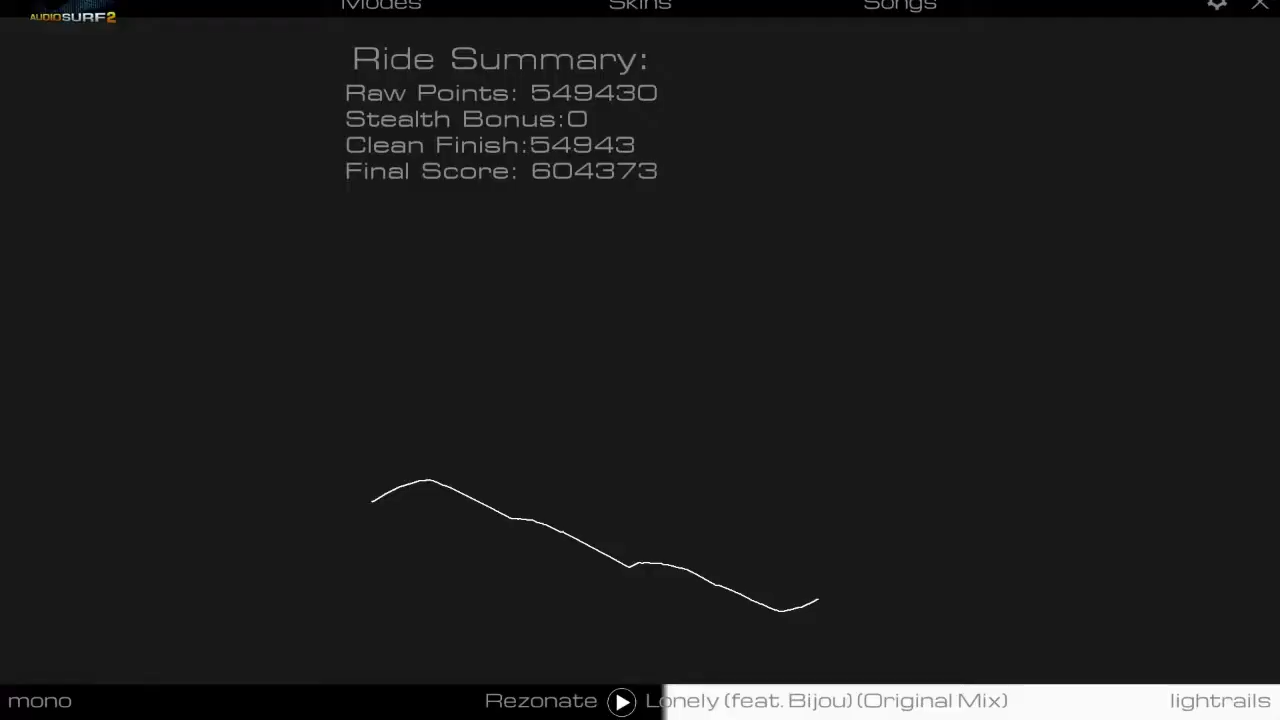 Modes Skins Songs
AUDIOSURF2
Ride Summary:
Raw Points: 549430
Stealth Bonus:0
Clean Finish:54943
Final Score: 604373
mono Rezonate Lonely (feat. Bijou) (Original Mix) lightrails